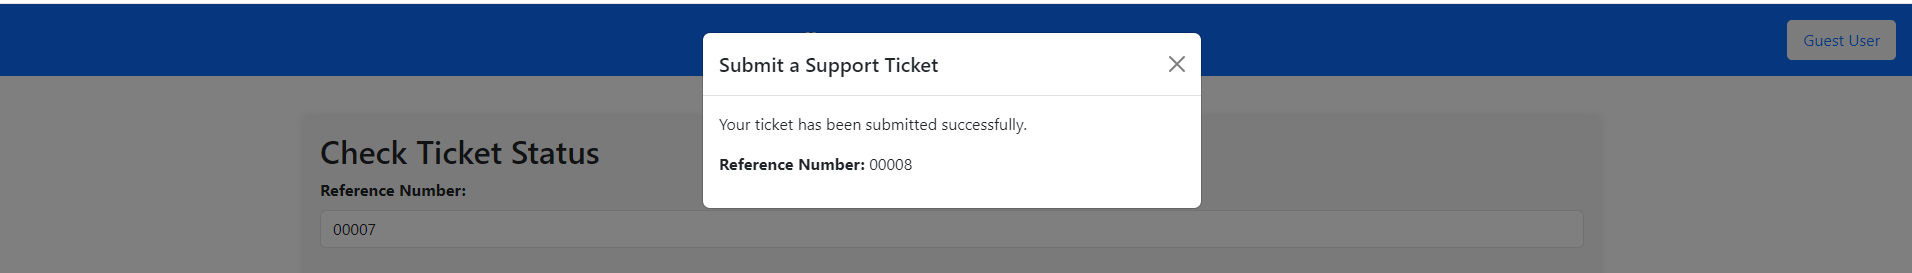 Guest User
Submit a Support Ticket
Your ticket has been submitted successfully.
Reference Number: 00008
Check Ticket Status
Reference Number:
00007